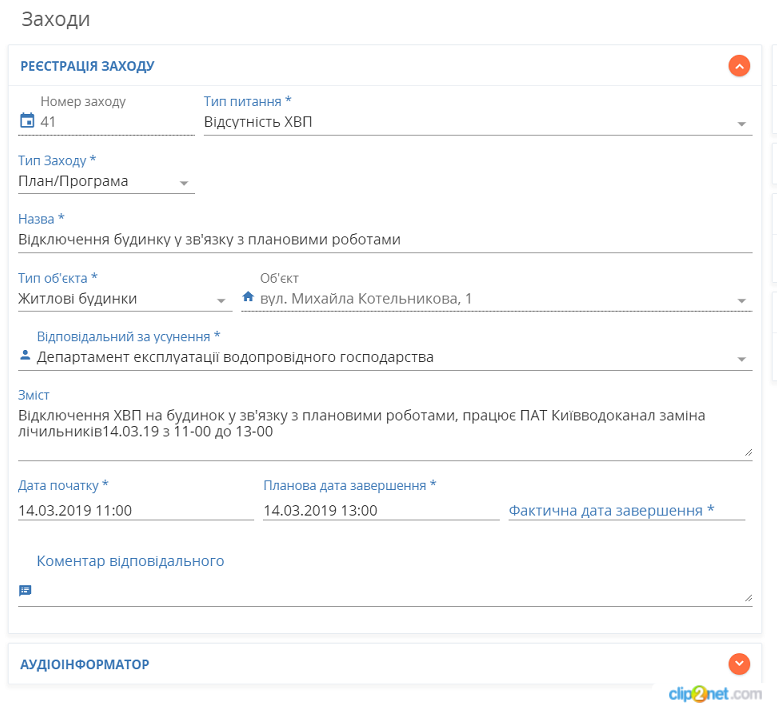 Заходи
РЕЄСТРАЦІЯ ЗАХОДУ
Номер заходу
41
Тип питання *
Відсутність ХВП
Тип Заходу *
План/Програма
Назва *
Відключення будинку у зв'язку з плановими роботами
Тип об'єкта *
Житлові будинки
Об'єкт
вул. Михайла Котельникова, 1
Відповідальний за усунення *
Департамент експлуатації водопровідного господарства
Зміст
Відключення ХВП на будинок у зв'язку з плановими роботами, працює ПАТ Київводоканал заміна
лічильників14.03.19 з 11-00 до 13-00
Дата початку *
14.03.2019 11:00
Планова дата завершення *
14.03.2019 13:00
Фактична дата завершення *
Коментар відповідального
АУДІОІНФОРМАТОР
clip2net.com